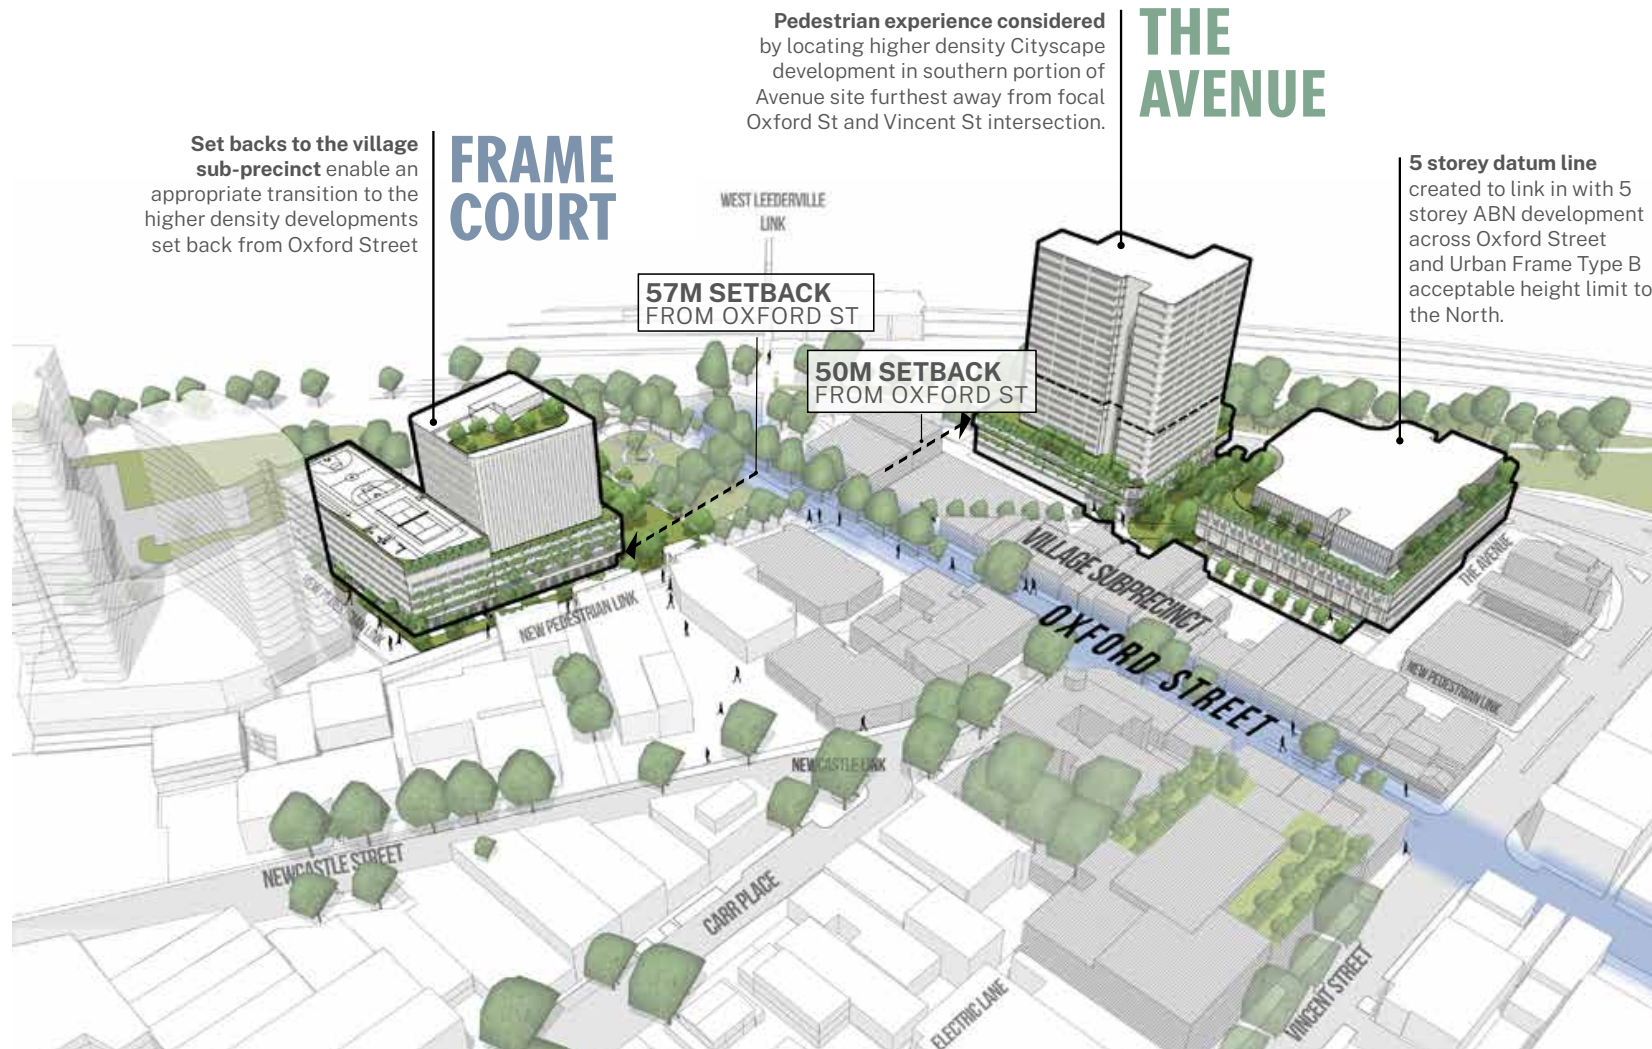 Pedestrian experience considered
by locating higher density Cityscape
development in southern portion of
Avenue site furthest away from focal
Oxford St and Vincent St intersection.
THE
AVENUE
Set backs to the village
sub-precinct enable an
appropriate transition to the
higher density developments
set back from Oxford Street
FRAME
COURT
5 storey datum line
created to link in with 5
storey ABN development
across Oxford Street
and Urban Frame Type B
acceptable height limit to
the North.
WEST LEEDERVILLE
LINK
57M SETBACK
FROM OXFORD ST
50M SETBACK
FROM OXFORD ST
VILLAGE SUBPRECINCT
OXFORD STREET
THE AVENUE
NEW PEDESTRIAN LINK
NEW PEDESTRIAN LINK
NEWCASTLE LINK
NEWCASTLE STREET
CARR PLACE
ELECTRIC LANE
VINCENT STREET